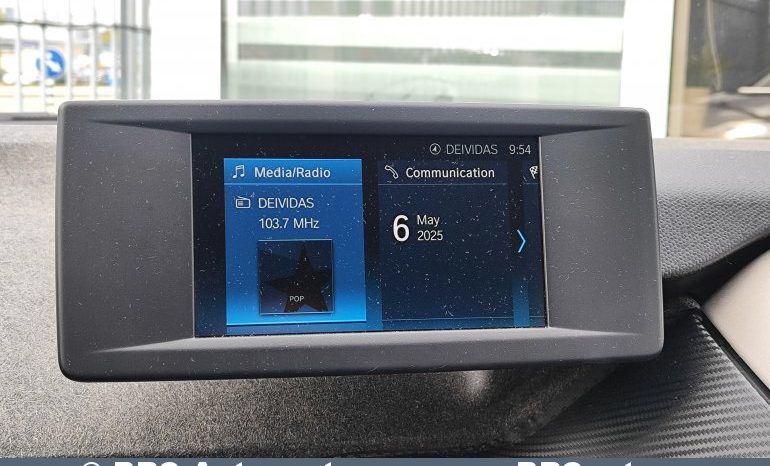 DEIVIDAS 9:54
Media/Radio
DEIVIDAS
103.7 MHz
POP
Communication
6 May
2025